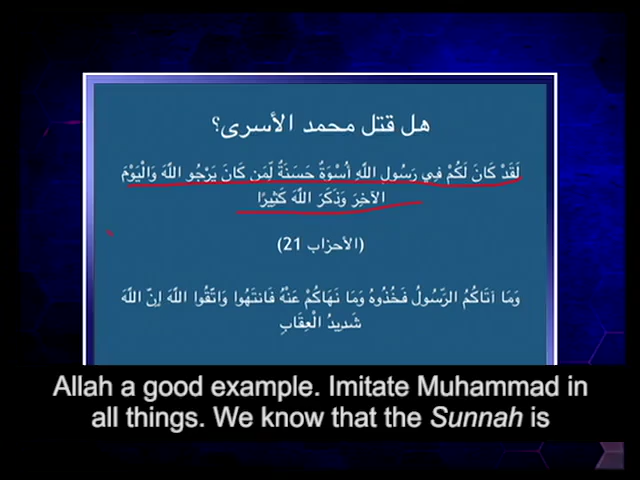 هل قتل محمد الأسرى؟
لَقَدْ كَانَ لَكُمْ فِي رَسُولِ اللَّهِ أُسْوَةٌ حَسَنَةٌ لِّمَن كَانَ يَرْجُو اللَّهَ وَالْيَوْمَ
الآخِرَ وَذَكَرَ اللَّهَ كَثِيرًا
(الأحزاب 21)
وَمَا آتَاكُمُ الرَّسُولُ فَخُذُوهُ وَمَا نَهَاكُمْ عَنْهُ فَانتَهُوا وَاتَّقُوا اللَّهَ إِنَّ اللَّهَ
شَدِيدُ الْعِقَابِ
Allah a good example. Imitate Muhammad in
all things. We know that the Sunnah is